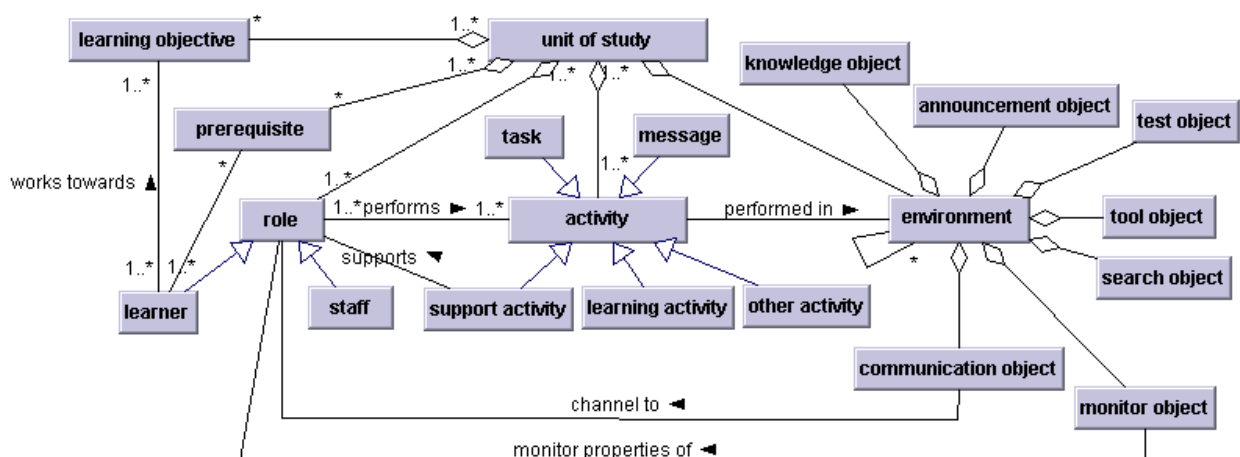 * 1..*
learning objective unit of study
1..* 1..* 1..* 1..* knowledge object
* announcement object
prerequisite task message test object
* 1..*
works towards ▲ 1..*
role 1..* performs ► 1..* activity performed in ► environment tool object
1..* 1..* supports ◄ * search object
learner staff support activity learning activity other activity
communication object
channel to ◄ monitor object
monitor properties of ◄